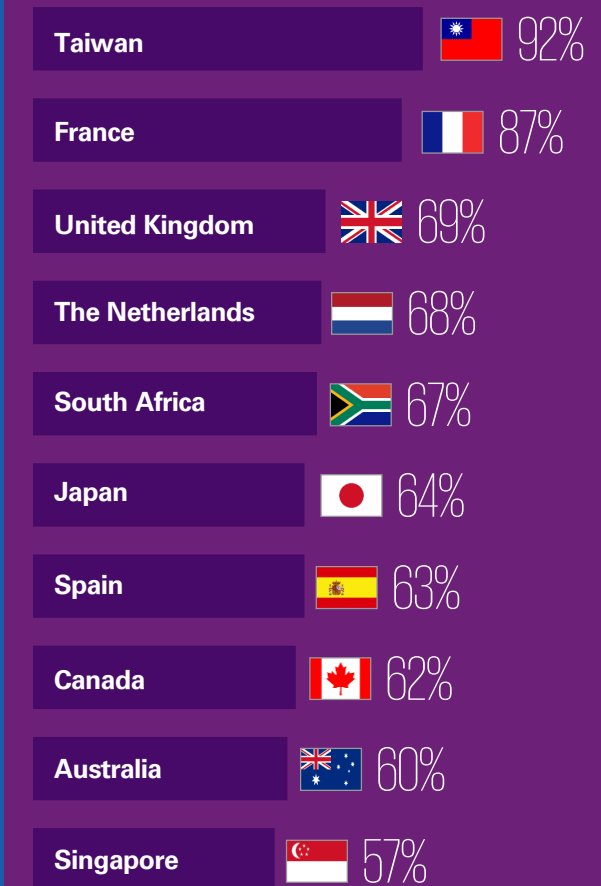 Taiwan 92%
France 87%
United Kingdom 69%
The Netherlands 68%
South Africa 67%
Japan 64%
Spain 63%
Canada 62%
Australia 60%
Singapore 57%